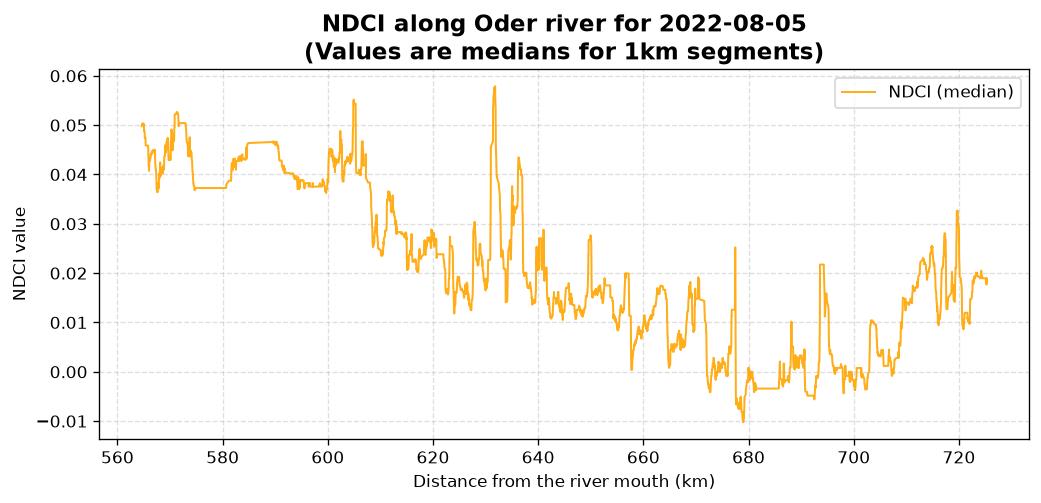 NDCI along Oder river for 2022-08-05
(Values are medians for 1km segments)
NDCI (median)
0.06
0.05
0.04
0.03
0.02
0.01
0.00
−0.01
NDCI value
560 580 600 620 640 660 680 700 720
Distance from the river mouth (km)